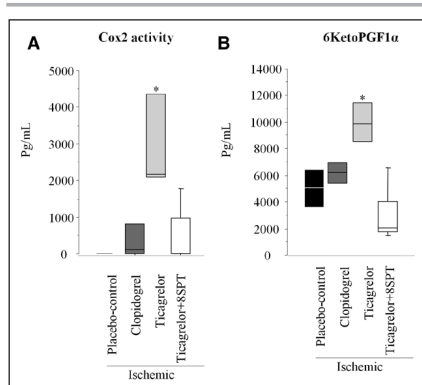 A
Cox2 activity
Pg/mL
5000
4000
3000
2000
1000
0
*
Placebo-control
Clopidogrel
Ticagrelor
Ticagrelor+8SPT
Ischemic
B
6KetoPGF1α
Pg/mL
14000
12000
10000
8000
6000
4000
2000
0
*
Placebo-control
Clopidogrel
Ticagrelor
Ticagrelor+8SPT
Ischemic